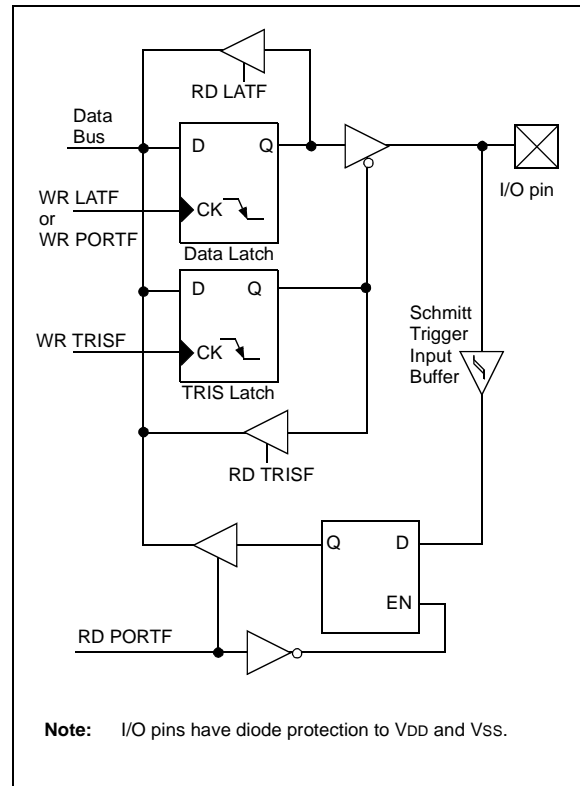 RD LATF
Data
Bus
D Q
I/O pin
WR LATF
or
WR PORTF
CK
Data Latch
D Q
WR TRISF
CK
TRIS Latch
Schmitt
Trigger
Input
Buffer
RD TRISF
Q D
EN
RD PORTF
Note: I/O pins have diode protection to VDD and VSS.